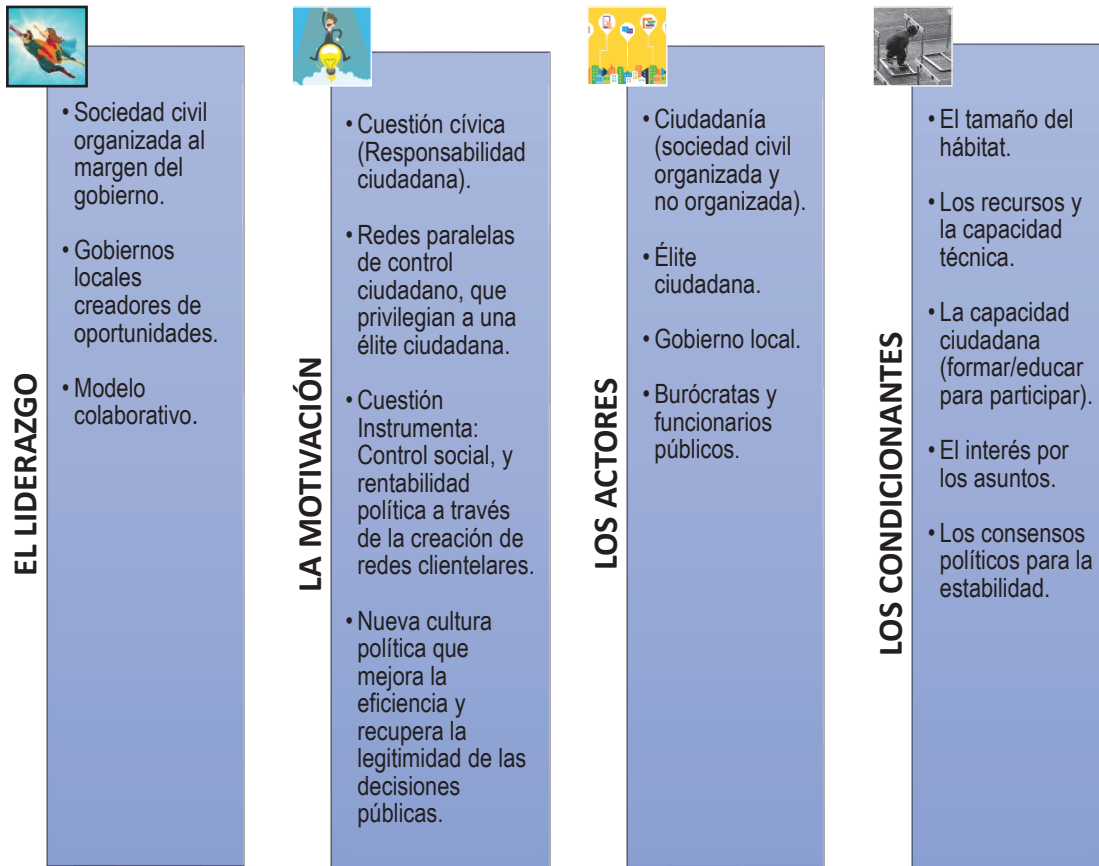 EL LIDERAZGO
• Sociedad civil
organizada al
margen del
gobierno.
• Gobiernos
locales
creadores de
oportunidades.
• Modelo
colaborativo.
LA MOTIVACIÓN
• Cuestión cívica
(Responsabilidad
ciudadana).
• Redes paralelas
de control
ciudadano, que
privilegian a una
élite ciudadana.
• Cuestión
Instrumenta:
Control social, y
rentabilidad
política a través
de la creación de
redes clientelares.
• Nueva cultura
política que
mejora la
eficiencia y
recupera la
legitimidad de las
decisiones
públicas.
LOS ACTORES
• Ciudadanía
(sociedad civil
organizada y
no organizada).
• Élite
ciudadana.
• Gobierno local.
• Burócratas y
funcionarios
públicos.
LOS CONDICIONANTES
• El tamaño del
hábitat.
• Los recursos y
la capacidad
técnica.
• La capacidad
ciudadana
(formar/educar
para participar).
• El interés por
los asuntos.
• Los consensos
políticos para la
estabilidad.